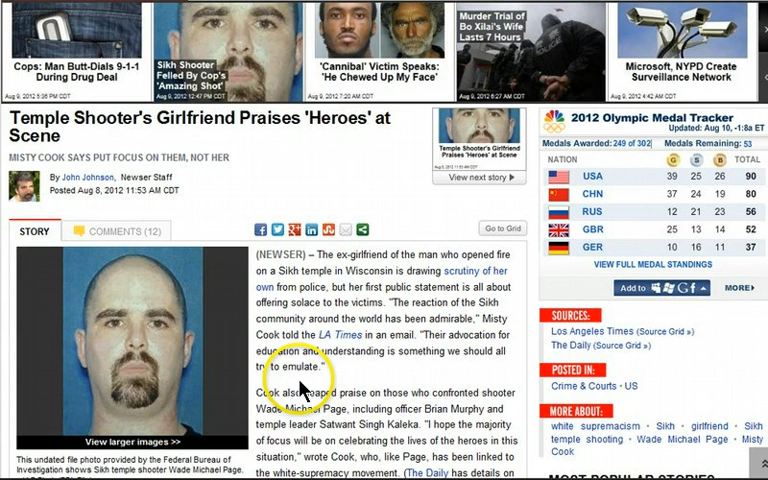 Cops: Man Butt-Dials 9-1-1
During Drug Deal
Aug 9, 2012 5:36 PM CDT
Sikh Shooter
Felled By Cop's
'Amazing Shot'
Aug 9, 2012 12:47 PM CDT
'Cannibal' Victim Speaks:
'He Chewed Up My Face'
Aug 9, 2012 7:20 AM CDT
Murder Trial of
Bo Xilai's Wife
Lasts 7 Hours
Aug 9, 2012 6:27 AM CDT
Microsoft, NYPD Create
Surveillance Network
Aug 9, 2012 4:42 AM CDT
Temple Shooter's Girlfriend Praises 'Heroes' at
Scene
MISTY COOK SAYS PUT FOCUS ON THEM, NOT HER
By John Johnson, Newser Staff
Posted Aug 8, 2012 11:53 AM CDT
Temple Shooter's Girlfriend
Praises 'Heroes' at Scene
View next story
STORY
COMMENTS (12)
Go to Grid
View larger images >>
This undated file photo provided by the Federal Bureau of
Investigation shows Sikh temple shooter Wade Michael Page.
(NEWSER) – The ex-girlfriend of the man who opened fire
on a Sikh temple in Wisconsin is drawing scrutiny of her
own from police, but her first public statement is all about
offering solace to the victims. "The reaction of the Sikh
community around the world has been admirable," Misty
Cook told the LA Times in an email. "Their advocation for
education and understanding is something we should all
try to emulate."
Cook also heaped praise on those who confronted shooter
Wade Michael Page, including officer Brian Murphy and
temple leader Satwant Singh Kaleka. "I hope the majority
of focus will be on celebrating the lives of the heroes in this
situation," wrote Cook, who, like Page, has been linked to
the white-supremacy movement. (The Daily has details on
2012 Olympic Medal Tracker
Updated: Aug 10, -1:8a ET
Medals Awarded: 249 of 302 Medals Remaining: 53
NATION G S B TOTAL
USA 39 25 26 90
CHN 37 24 19 80
RUS 12 21 23 56
GBR 25 13 14 52
GER 10 16 11 37
VIEW FULL MEDAL STANDINGS
Add to
MORE
SOURCES:
Los Angeles Times (Source Grid »)
The Daily (Source Grid »)
POSTED IN:
Crime & Courts - US
MORE ABOUT:
white supremacism • Sikh • girlfriend • Sikh
temple shooting • Wade Michael Page • Misty
Cook
MOST POPULAR STORIES